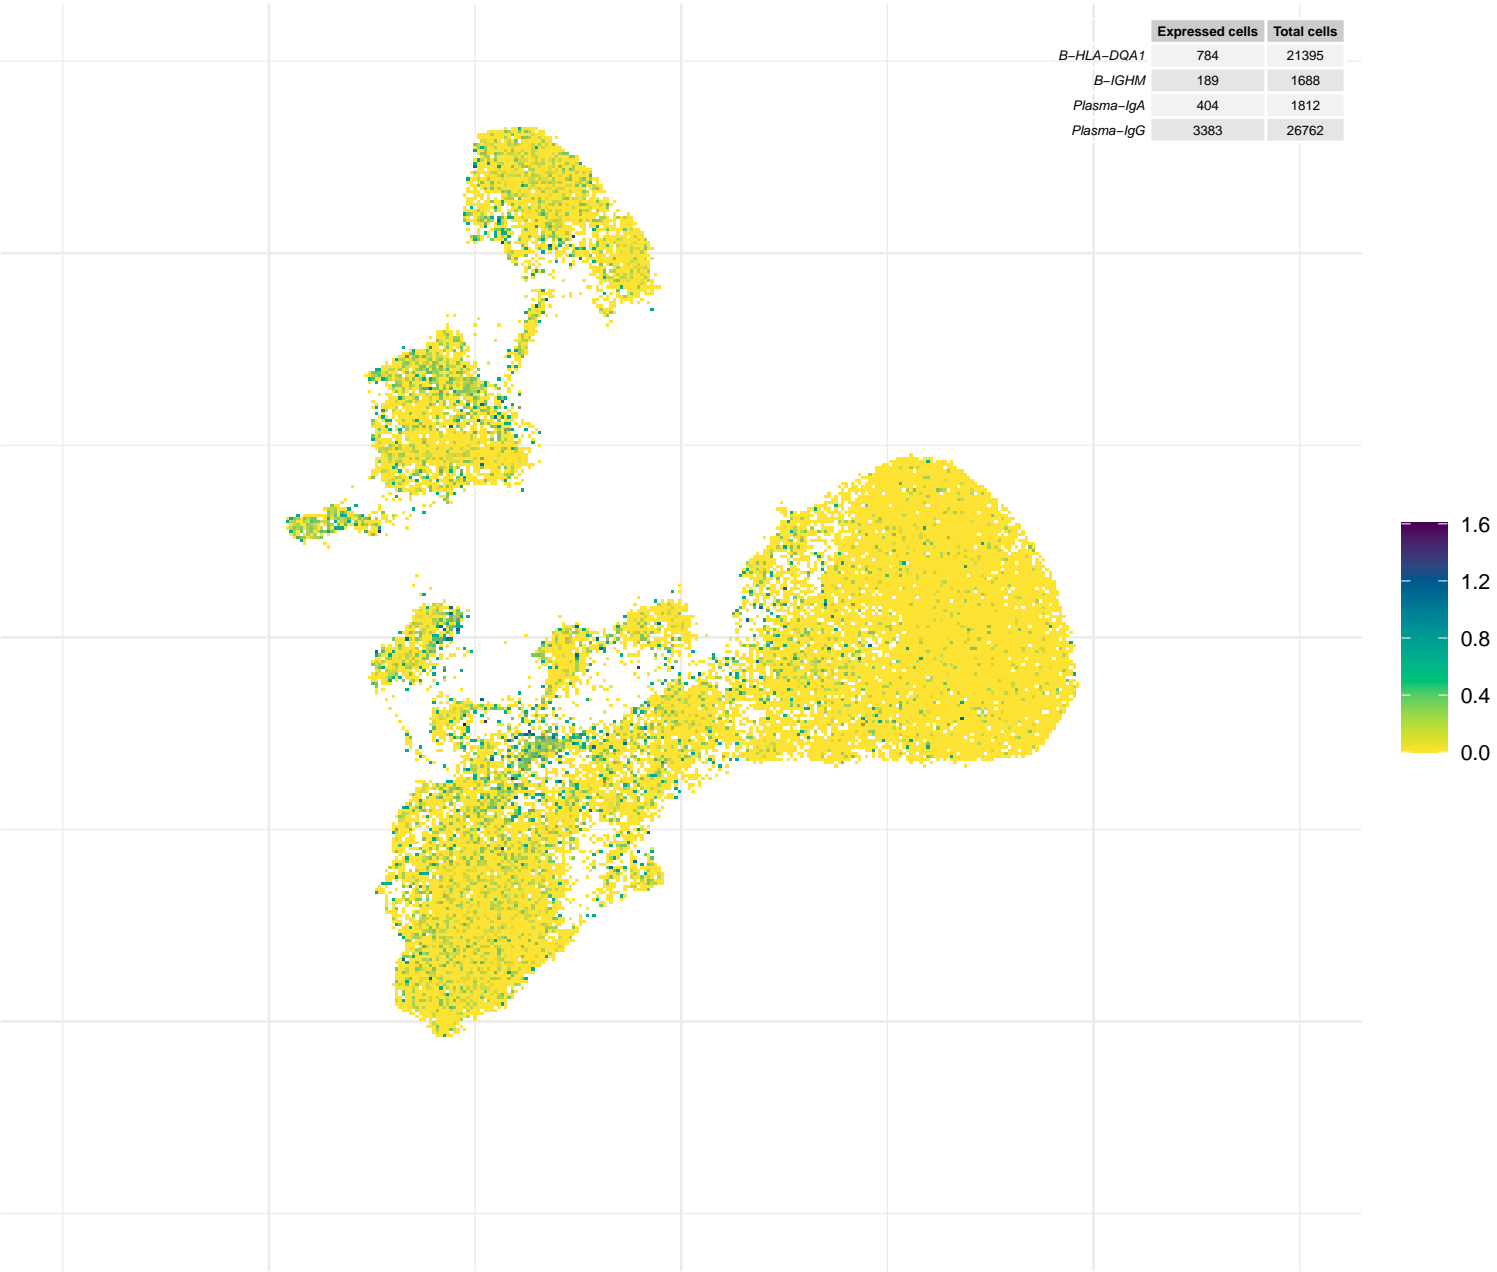 Expressed cells Total cells
B−HLA−DQA1 784 21395
B−IGHM 189 1688
Plasma−IgA 404 1812
Plasma−IgG 3383 26762
1.6
1.2
0.8
0.4
0.0